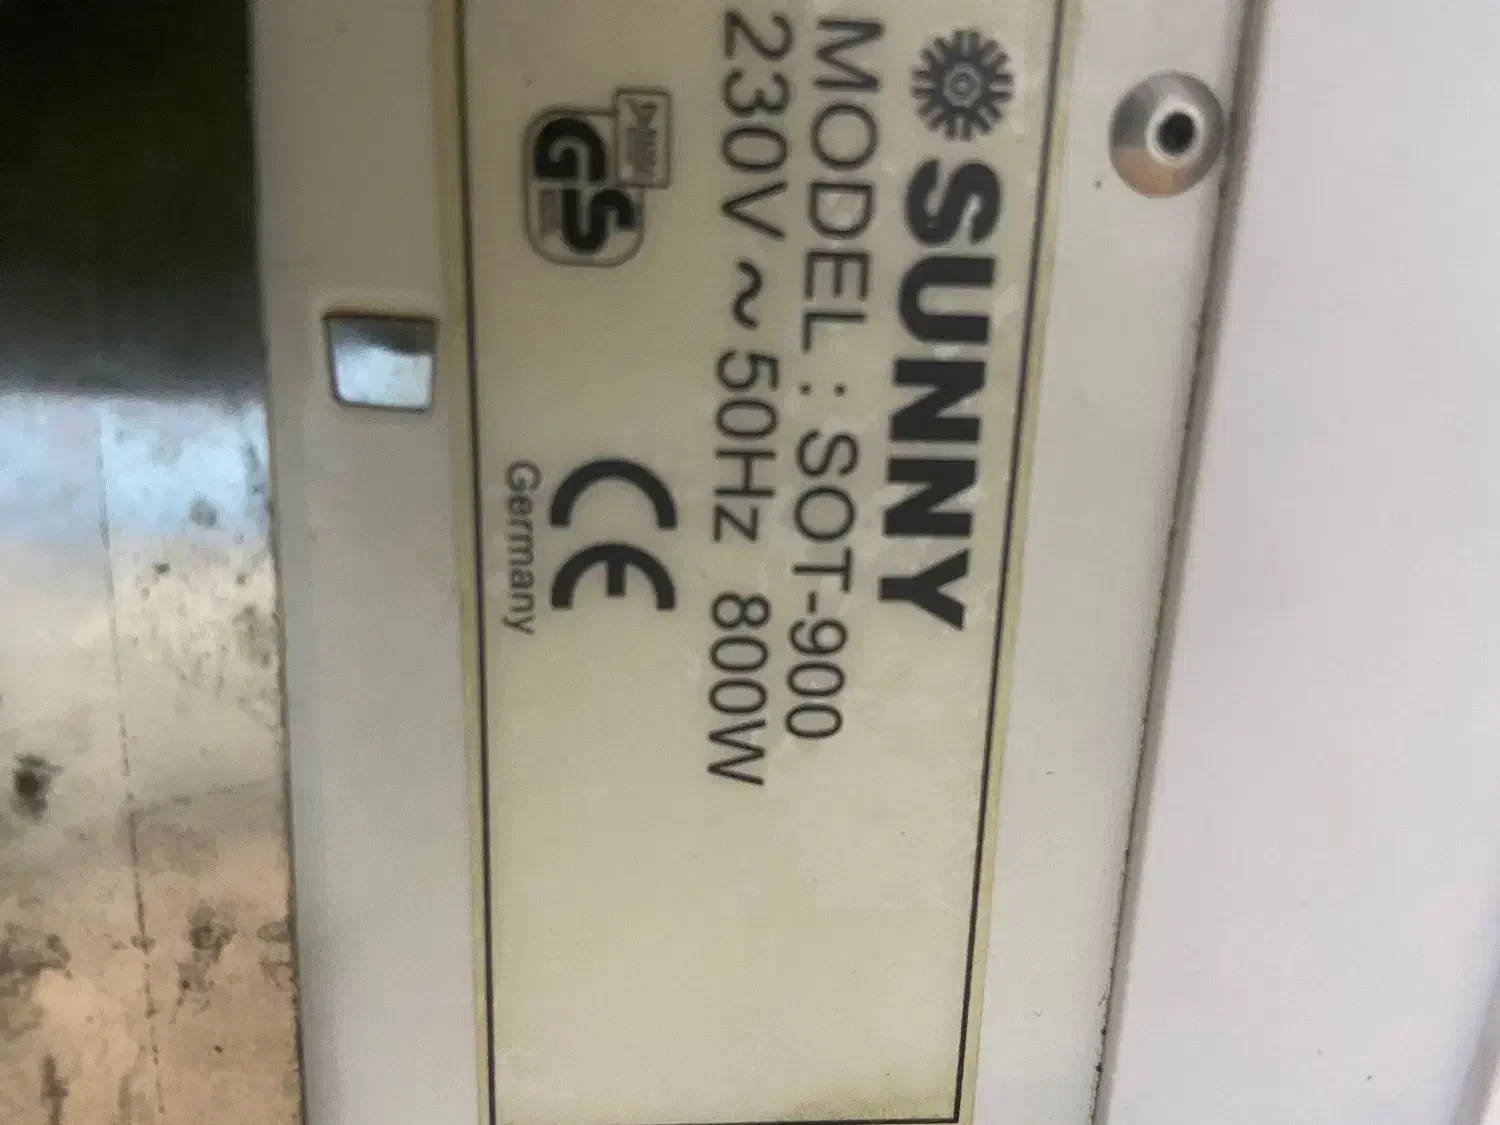 SUNNY
MODEL : SOT-900
230V ~ 50Hz 800W
GS
CE
Germany